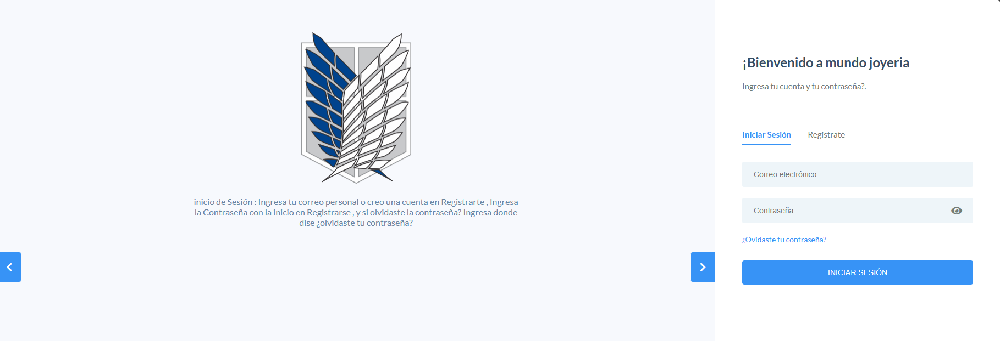 inicio de Sesión : Ingresa tu correo personal o creo una cuenta en Registrarte , Ingresa
la Contraseña con la inicio en Registrarse , y si olvidaste la contraseña? Ingresa donde
dise ¿olvidaste tu contraseña?
¡Bienvenido a mundo joyeria
Ingresa tu cuenta y tu contraseña?.
Iniciar Sesión Registrate
Correo electrónico
Contraseña
¿Ovidaste tu contraseña?
INICIAR SESIÓN